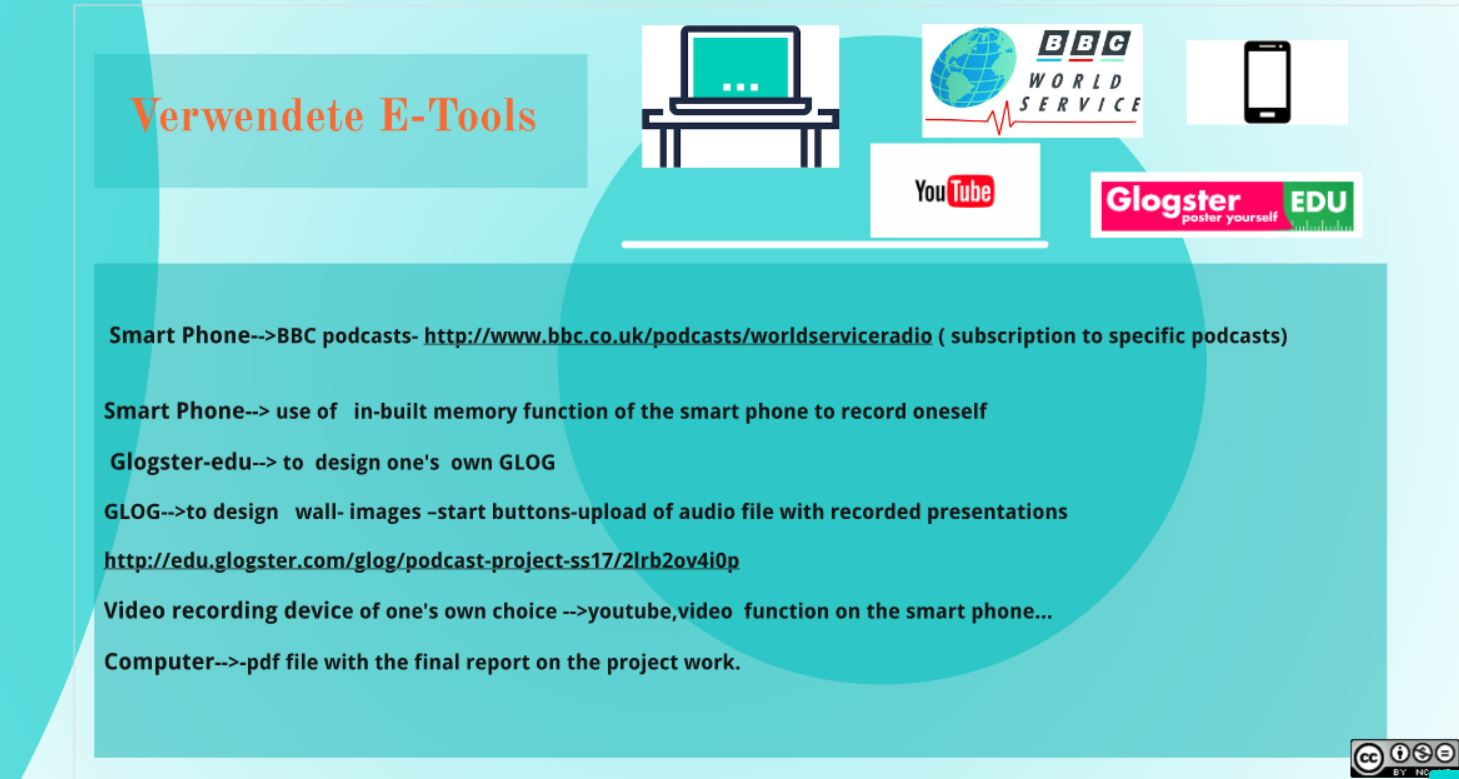 Verwendete E-Tools
BBC
WORLD
SERVICE
YouTube
Glogster EDU
poster yourself
Smart Phone-->BBC podcasts- http://www.bbc.co.uk/podcasts/worldserviceradio ( subscription to specific podcasts)
Smart Phone--> use of in-built memory function of the smart phone to record oneself
Glogster-edu--> to design one's own GLOG
GLOG-->to design wall- images –start buttons-upload of audio file with recorded presentations
http://edu.glogster.com/glog/podcast-project-ss17/2lrb2ov4i0p
Video recording device of one's own choice -->youtube,video function on the smart phone...
Computer-->-pdf file with the final report on the project work.
cc
BY NC